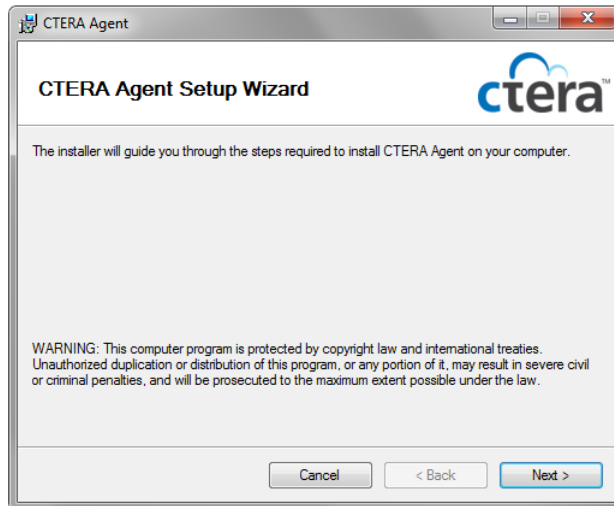 CTERA Agent
CTERA Agent Setup Wizard
ctera™
The installer will guide you through the steps required to install CTERA Agent on your computer.
WARNING: This computer program is protected by copyright law and international treaties.
Unauthorized duplication or distribution of this program, or any portion of it, may result in severe civil
or criminal penalties, and will be prosecuted to the maximum extent possible under the law.
Cancel
< Back
Next >